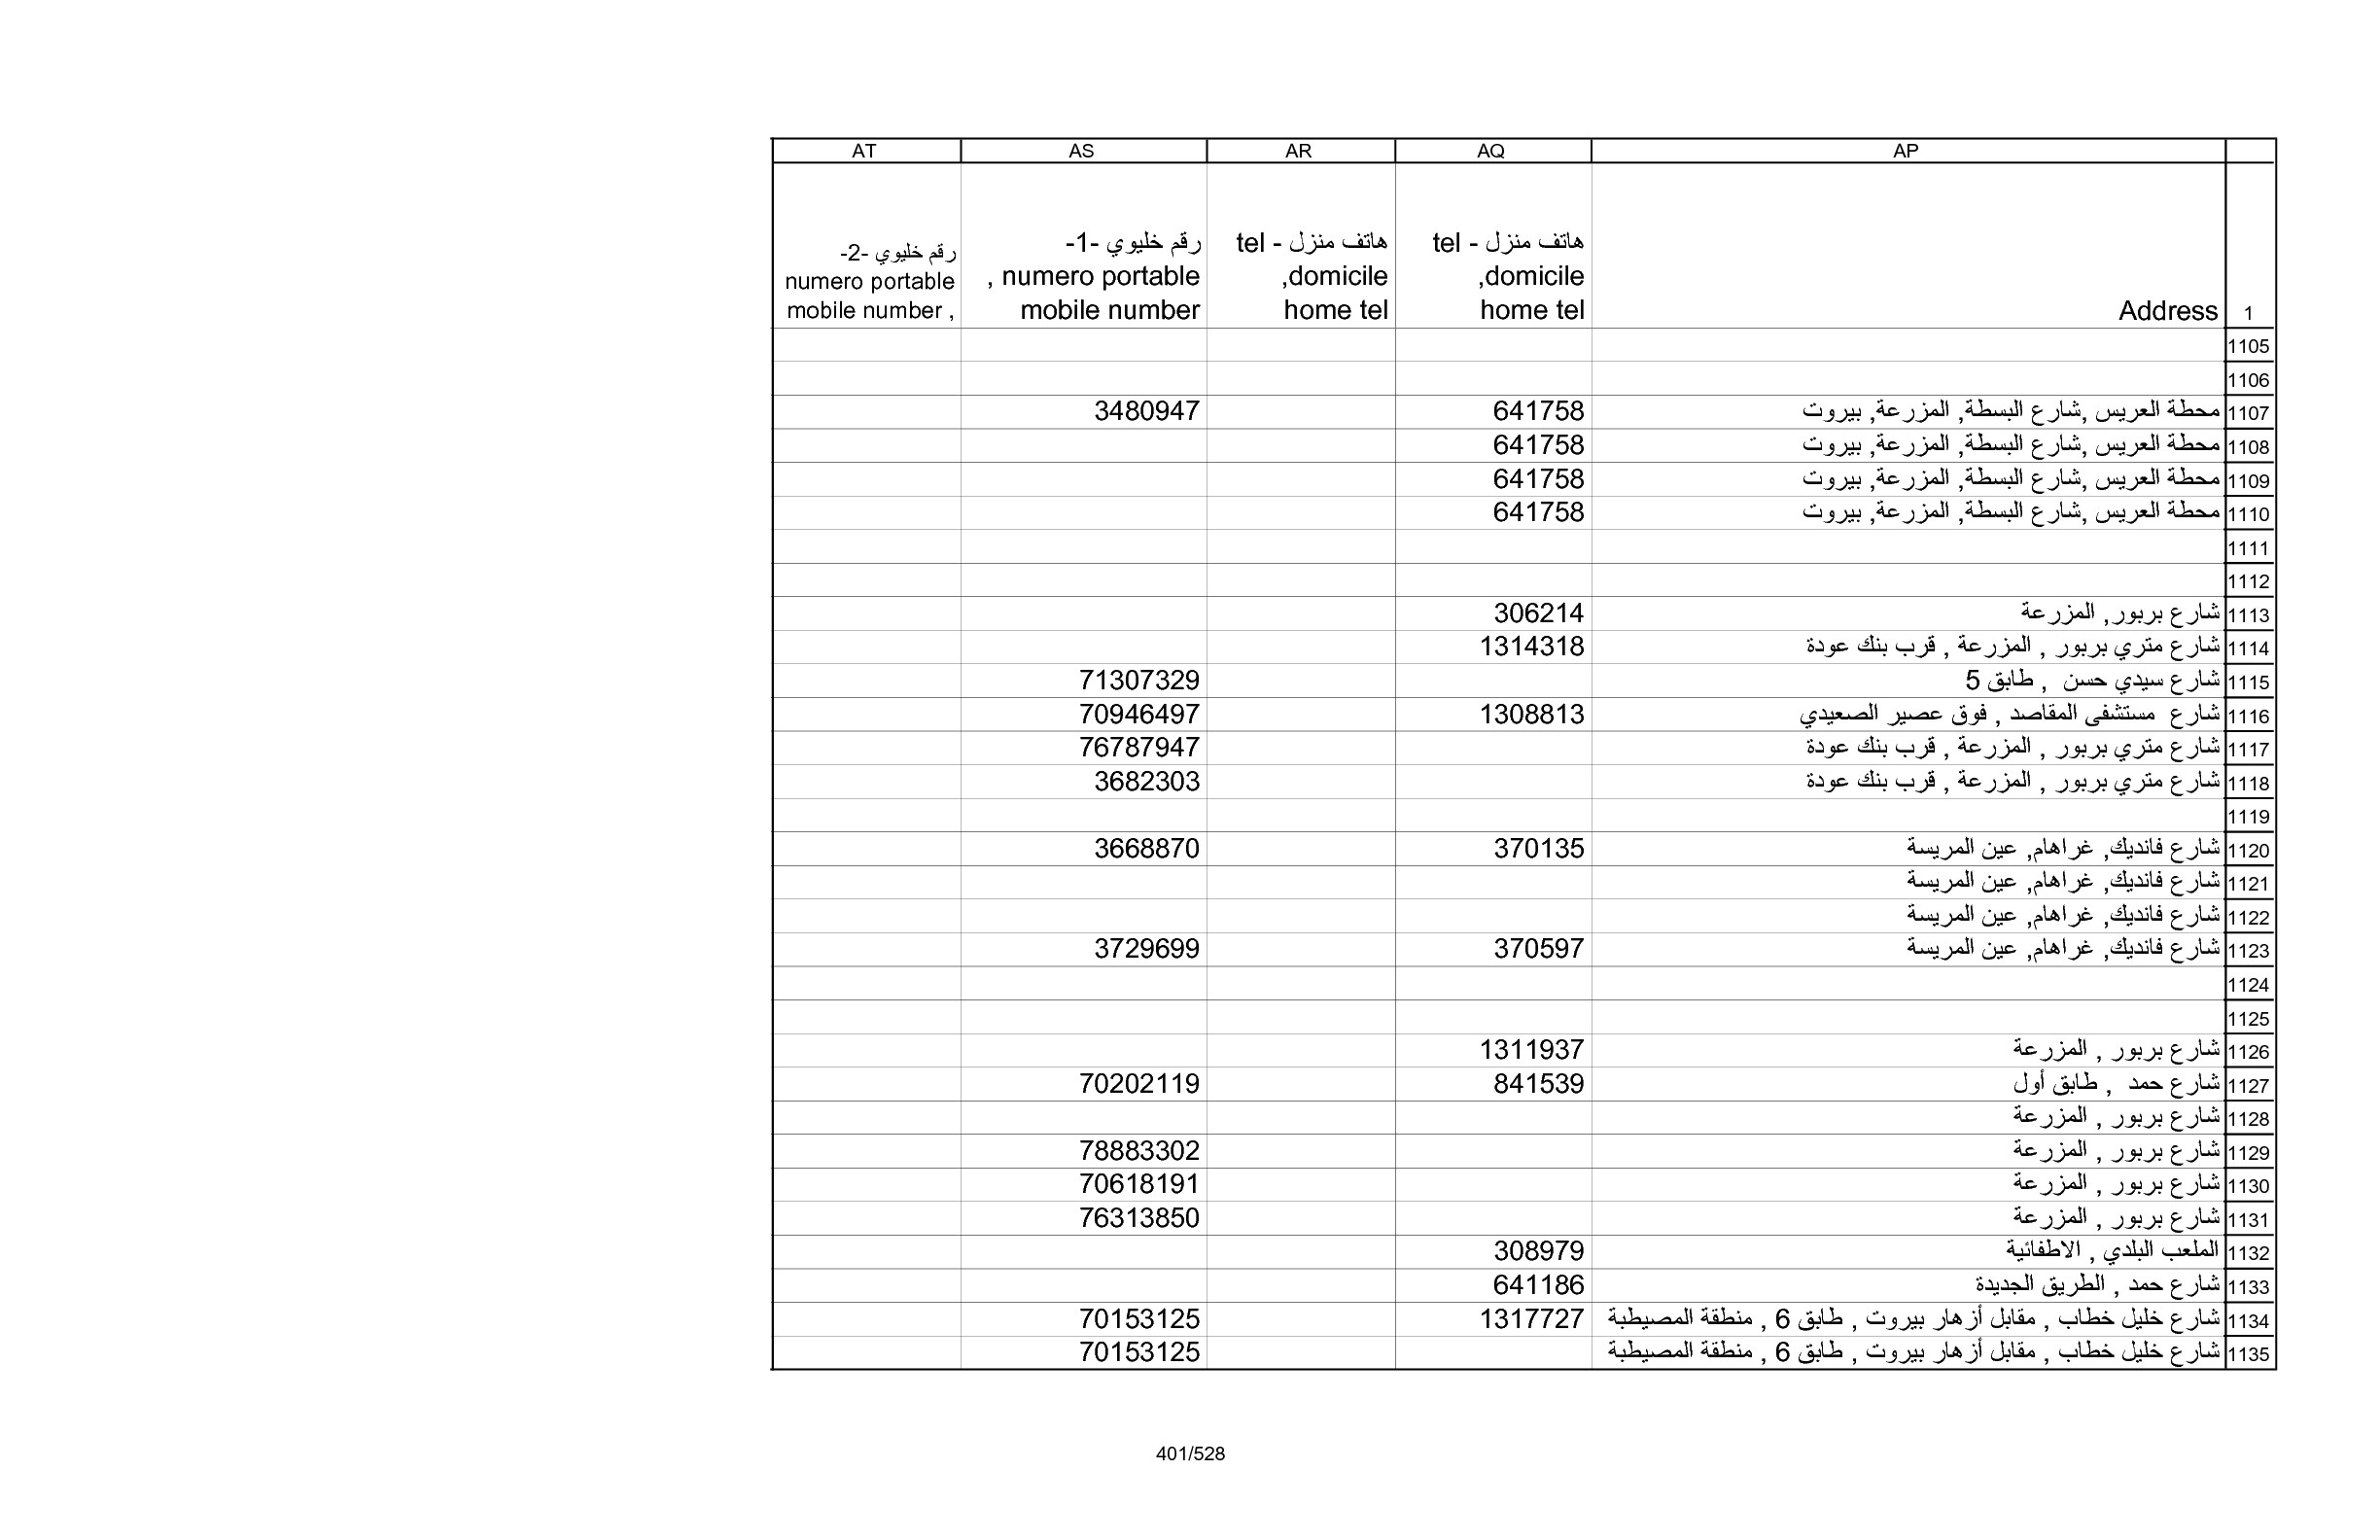 AP AQ AR AS AT
1 Address هاتف منزل - tel domicile, home tel هاتف منزل - tel domicile, home tel رقم خليوي -1- numero portable , mobile number رقم خليوي -2- numero portable mobile number ,
1105
1106
1107 محطة العريس ,شارع البسطة, المزرعة, بيروت 641758 3480947
1108 محطة العريس ,شارع البسطة, المزرعة, بيروت 641758
1109 محطة العريس ,شارع البسطة, المزرعة, بيروت 641758
1110 محطة العريس ,شارع البسطة, المزرعة, بيروت 641758
1111
1112
1113 شارع بربور, المزرعة 306214
1114 شارع متري بربور , المزرعة , قرب بنك عودة 1314318
1115 شارع سيدي حسن , طابق 5 71307329
1116 شارع مستشفى المقاصد , فوق عصير الصعيدي 1308813 70946497
1117 شارع متري بربور , المزرعة , قرب بنك عودة 76787947
1118 شارع متري بربور , المزرعة , قرب بنك عودة 3682303
1119
1120 شارع فانديك, غراهام, عين المريسة 370135 3668870
1121 شارع فانديك, غراهام, عين المريسة
1122 شارع فانديك, غراهام, عين المريسة
1123 شارع فانديك, غراهام, عين المريسة 370597 3729699
1124
1125
1126 شارع بربور , المزرعة 1311937
1127 شارع حمد , طابق أول 841539 70202119
1128 شارع بربور , المزرعة
1129 شارع بربور , المزرعة 78883302
1130 شارع بربور , المزرعة 70618191
1131 شارع بربور , المزرعة 76313850
1132 الملعب البلدي , الاطفائية 308979
1133 شارع حمد , الطريق الجديدة 641186
1134 شارع خليل خطاب , مقابل أزهار بيروت , طابق 6 , منطقة المصيطبة 1317727 70153125
1135 شارع خليل خطاب , مقابل أزهار بيروت , طابق 6 , منطقة المصيطبة 70153125
401/528